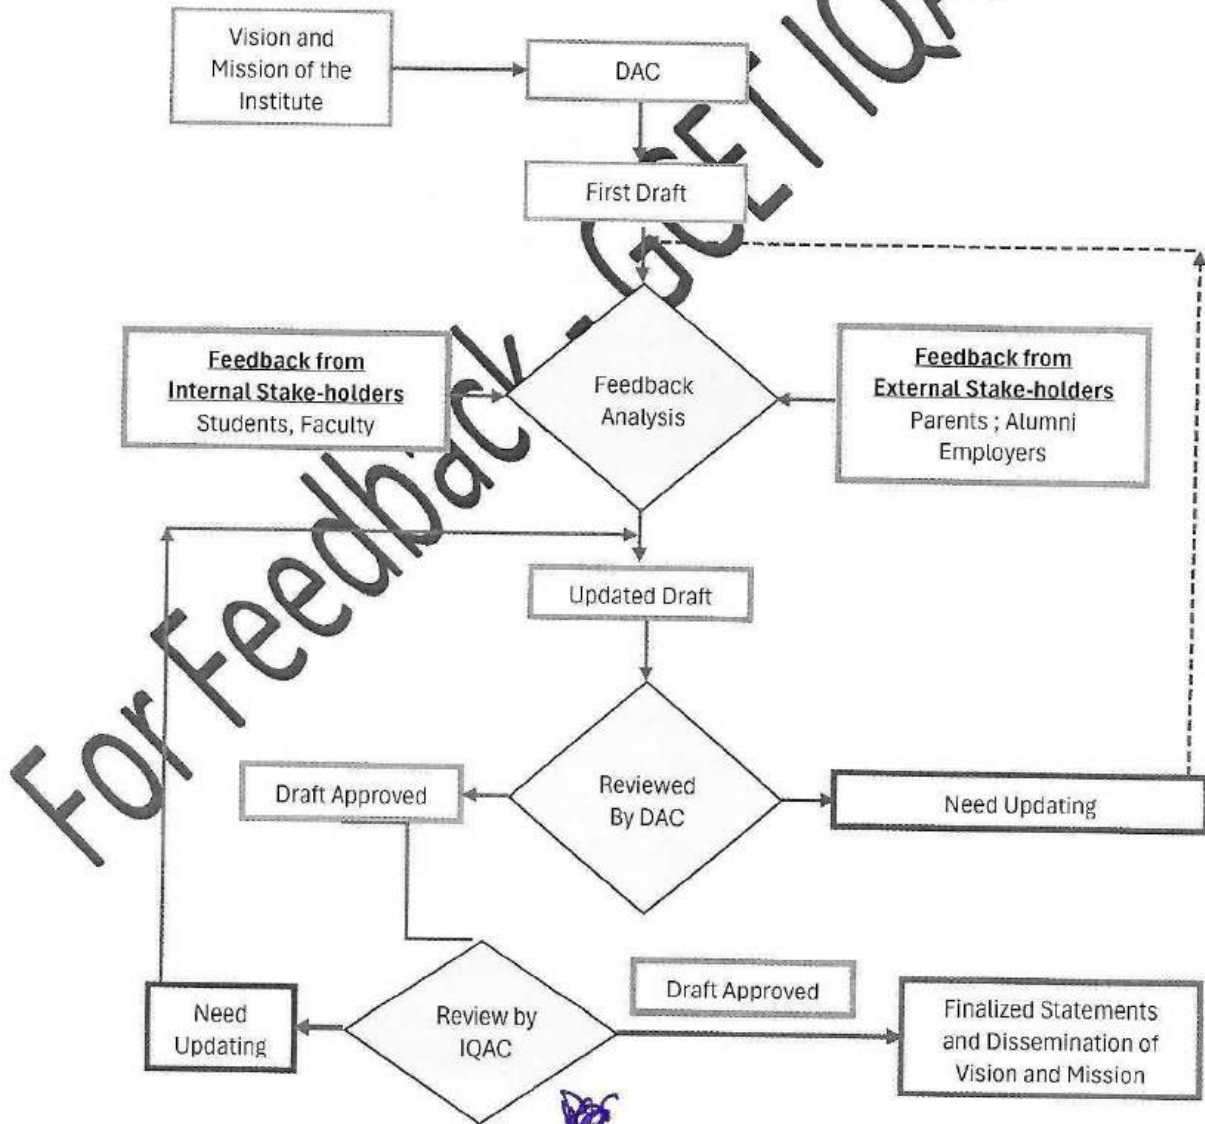 Vision and
Mission of the
Institute
DAC
First Draft
Feedback from
Internal Stake-holders
Students, Faculty
Feedback
Analysis
Feedback from
External Stake-holders
Parents ; Alumni
Employers
Updated Draft
Draft Approved
Reviewed
By DAC
Need Updating
Need
Updating
Review by
IQAC
Draft Approved
Finalized Statements
and Dissemination of
Vision and Mission
For Feedback - GCET IQA